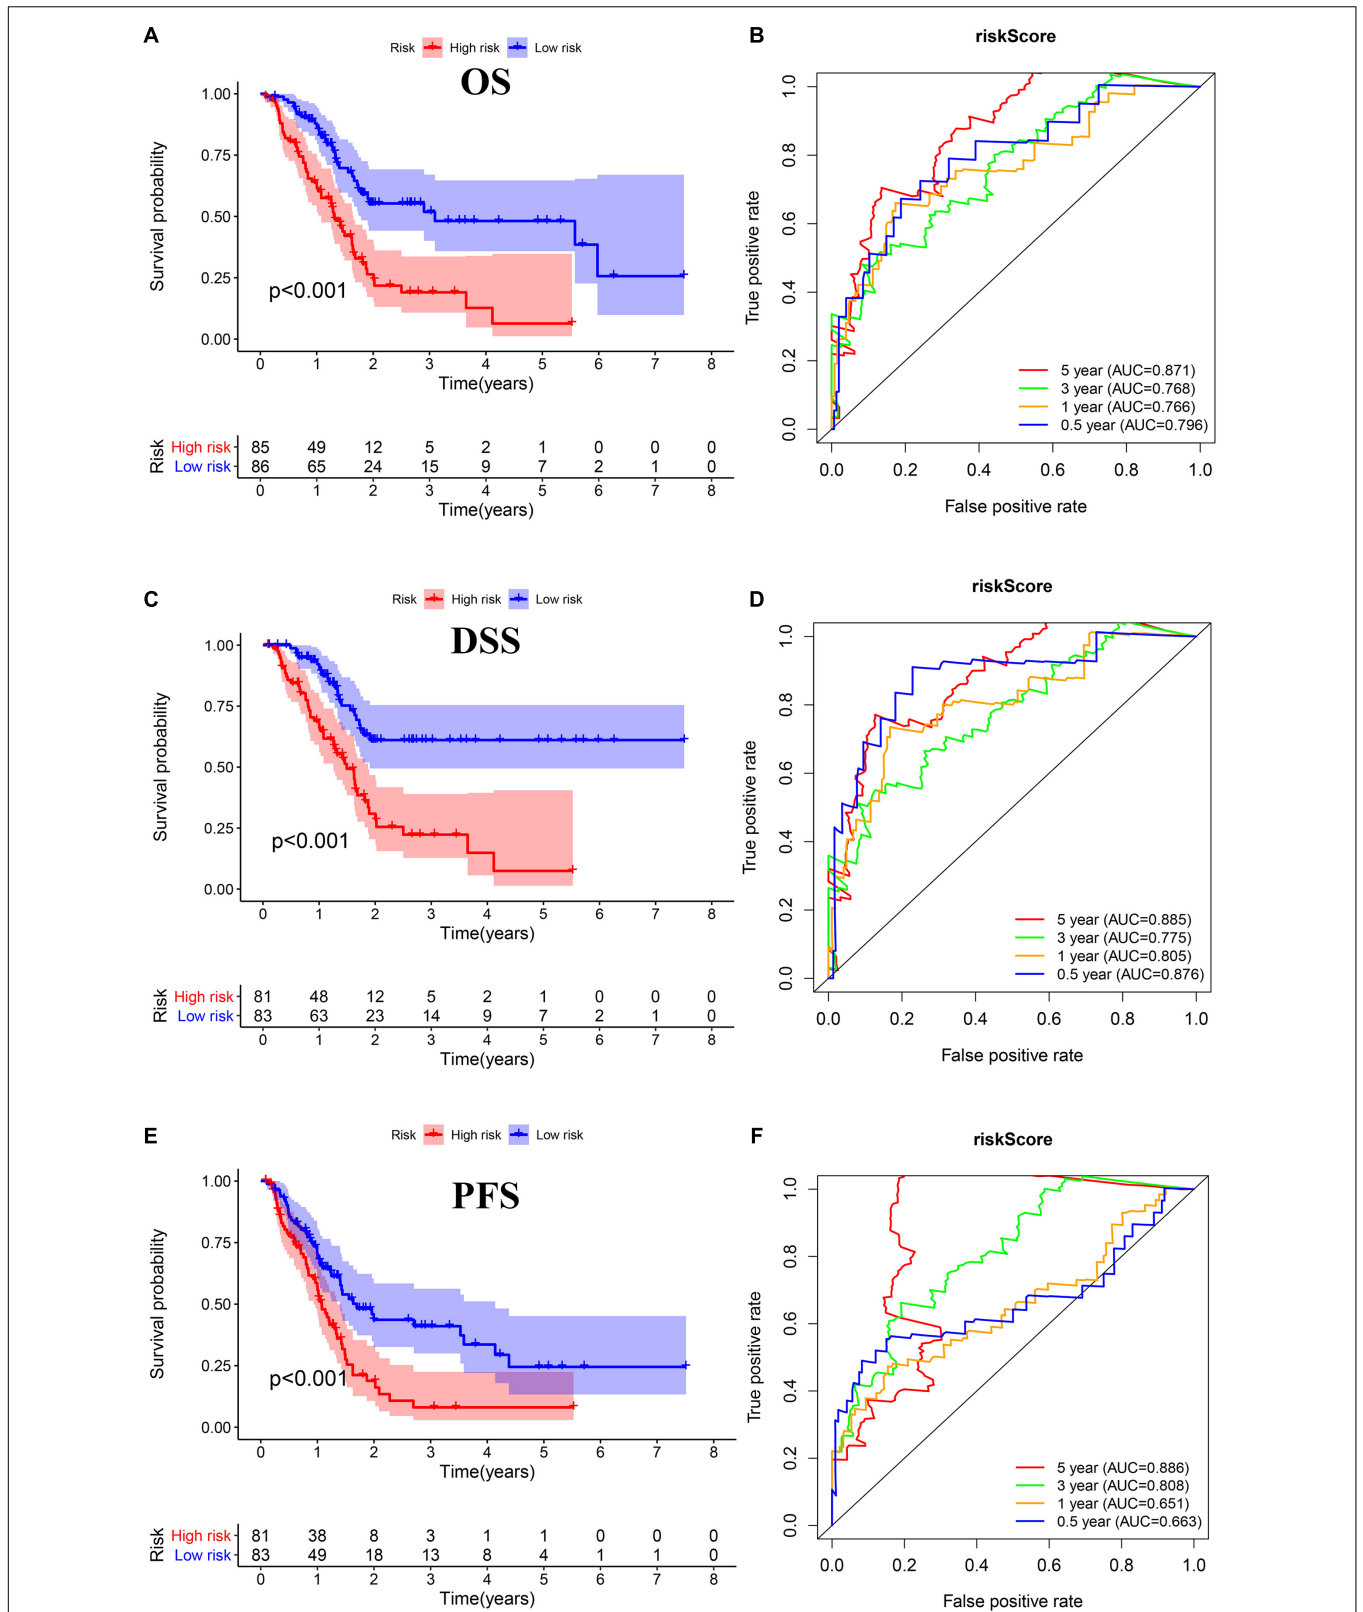 A
Risk High risk Low risk
OS
Survival probability
1.00
0.75
0.50
0.25
0.00
p<0.001
0 1 2 3 4 5 6 7 8
Time(years)
Risk
High risk 85 49 12 5 2 1 0 0 0
Low risk 86 65 24 15 9 7 2 1 0
0 1 2 3 4 5 6 7 8
Time(years)
B
riskScore
True positive rate
1.0
0.8
0.6
0.4
0.2
0.0
5 year (AUC=0.871)
3 year (AUC=0.768)
1 year (AUC=0.766)
0.5 year (AUC=0.796)
0.0 0.2 0.4 0.6 0.8 1.0
False positive rate
C
Risk High risk Low risk
DSS
Survival probability
1.00
0.75
0.50
0.25
0.00
p<0.001
0 1 2 3 4 5 6 7 8
Time(years)
Risk
High risk 81 48 12 5 2 1 0 0 0
Low risk 83 63 23 14 9 7 2 1 0
0 1 2 3 4 5 6 7 8
Time(years)
D
riskScore
True positive rate
1.0
0.8
0.6
0.4
0.2
0.0
5 year (AUC=0.885)
3 year (AUC=0.775)
1 year (AUC=0.805)
0.5 year (AUC=0.876)
0.0 0.2 0.4 0.6 0.8 1.0
False positive rate
E
Risk High risk Low risk
PFS
Survival probability
1.00
0.75
0.50
0.25
0.00
p<0.001
0 1 2 3 4 5 6 7 8
Time(years)
Risk
High risk 81 38 8 3 1 1 0 0 0
Low risk 83 49 18 13 8 4 1 1 0
0 1 2 3 4 5 6 7 8
Time(years)
F
riskScore
True positive rate
1.0
0.8
0.6
0.4
0.2
0.0
5 year (AUC=0.886)
3 year (AUC=0.808)
1 year (AUC=0.651)
0.5 year (AUC=0.663)
0.0 0.2 0.4 0.6 0.8 1.0
False positive rate